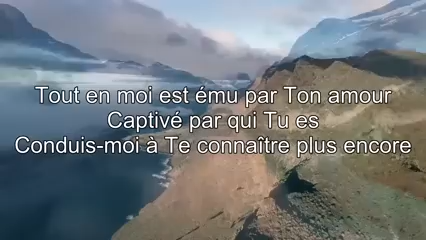 Tout en moi est ému par Ton amour
Captivé par qui Tu es
Conduis-moi à Te connaître plus encore